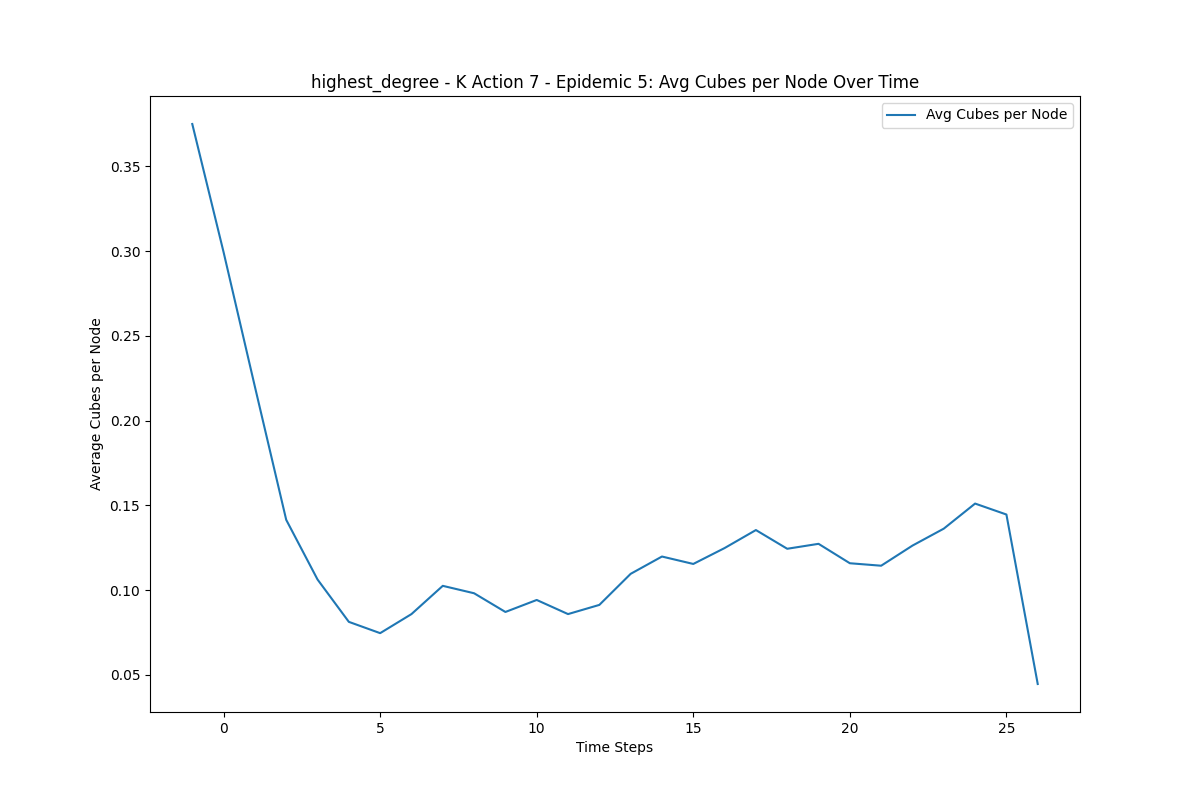 highest_degree - K Action 7 - Epidemic 5: Avg Cubes per Node Over Time
Avg Cubes per Node
Average Cubes per Node
0.35
0.30
0.25
0.20
0.15
0.10
0.05
0 5 10 15 20 25
Time Steps